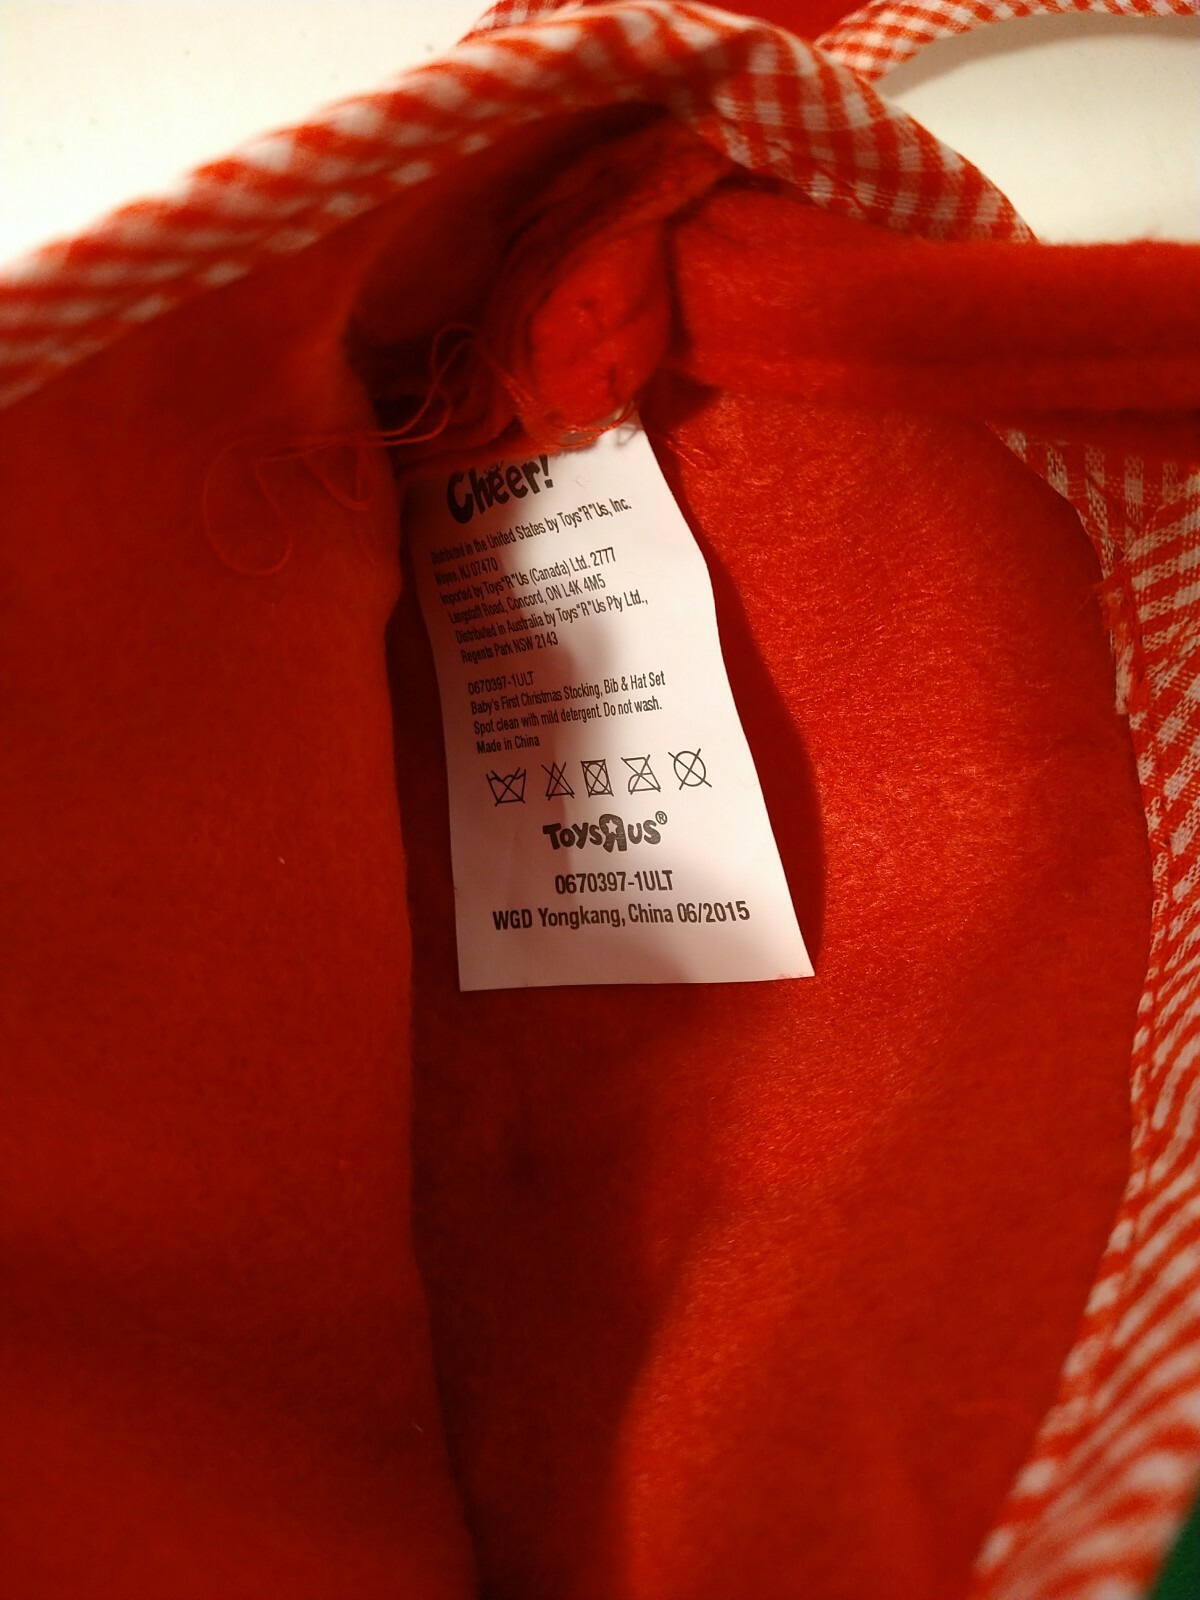 Cheer!
Distributed in the United States by Toys"R"Us, Inc.
Wayne, NJ 07470
Imported by Toys"R"Us (Canada) Ltd. 2777
Langstaff Road, Concord, ON L4K 4M5
Distributed in Australia by Toys"R"Us Pty Ltd.,
Regents Park NSW 2143
0670397-1ULT
Baby's First Christmas Stocking, Bib & Hat Set
Spot clean with mild detergent. Do not wash.
Made in China
ToysRus®
0670397-1ULT
WGD Yongkang, China 06/2015